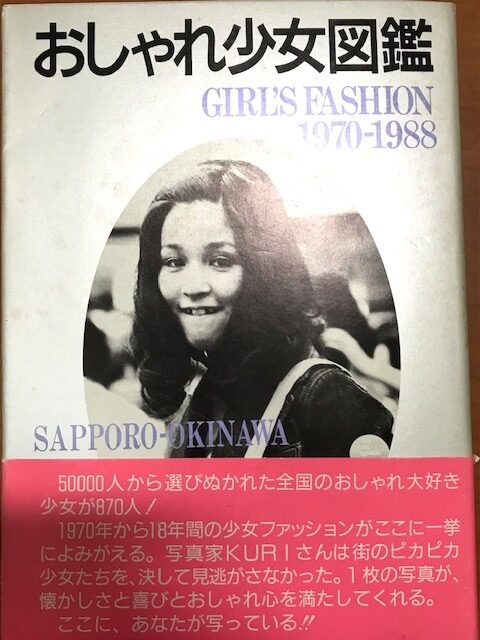 おしゃれ少女図鑑
GIRL'S FASHION
1970-1988
SAPPORO-OKINAWA
50000人から選びぬかれた全国のおしゃれ大好き
少女が870人!
1970年から18年間の少女ファッションがここに一挙
によみがえる。写真家KURIさんは街のピカピカ
少女たちを、決して見逃がさなかった。1枚の写真が、
懐かしさと喜びとおしゃれ心を満たしてくれる。
ここに、あなたが写っている!!